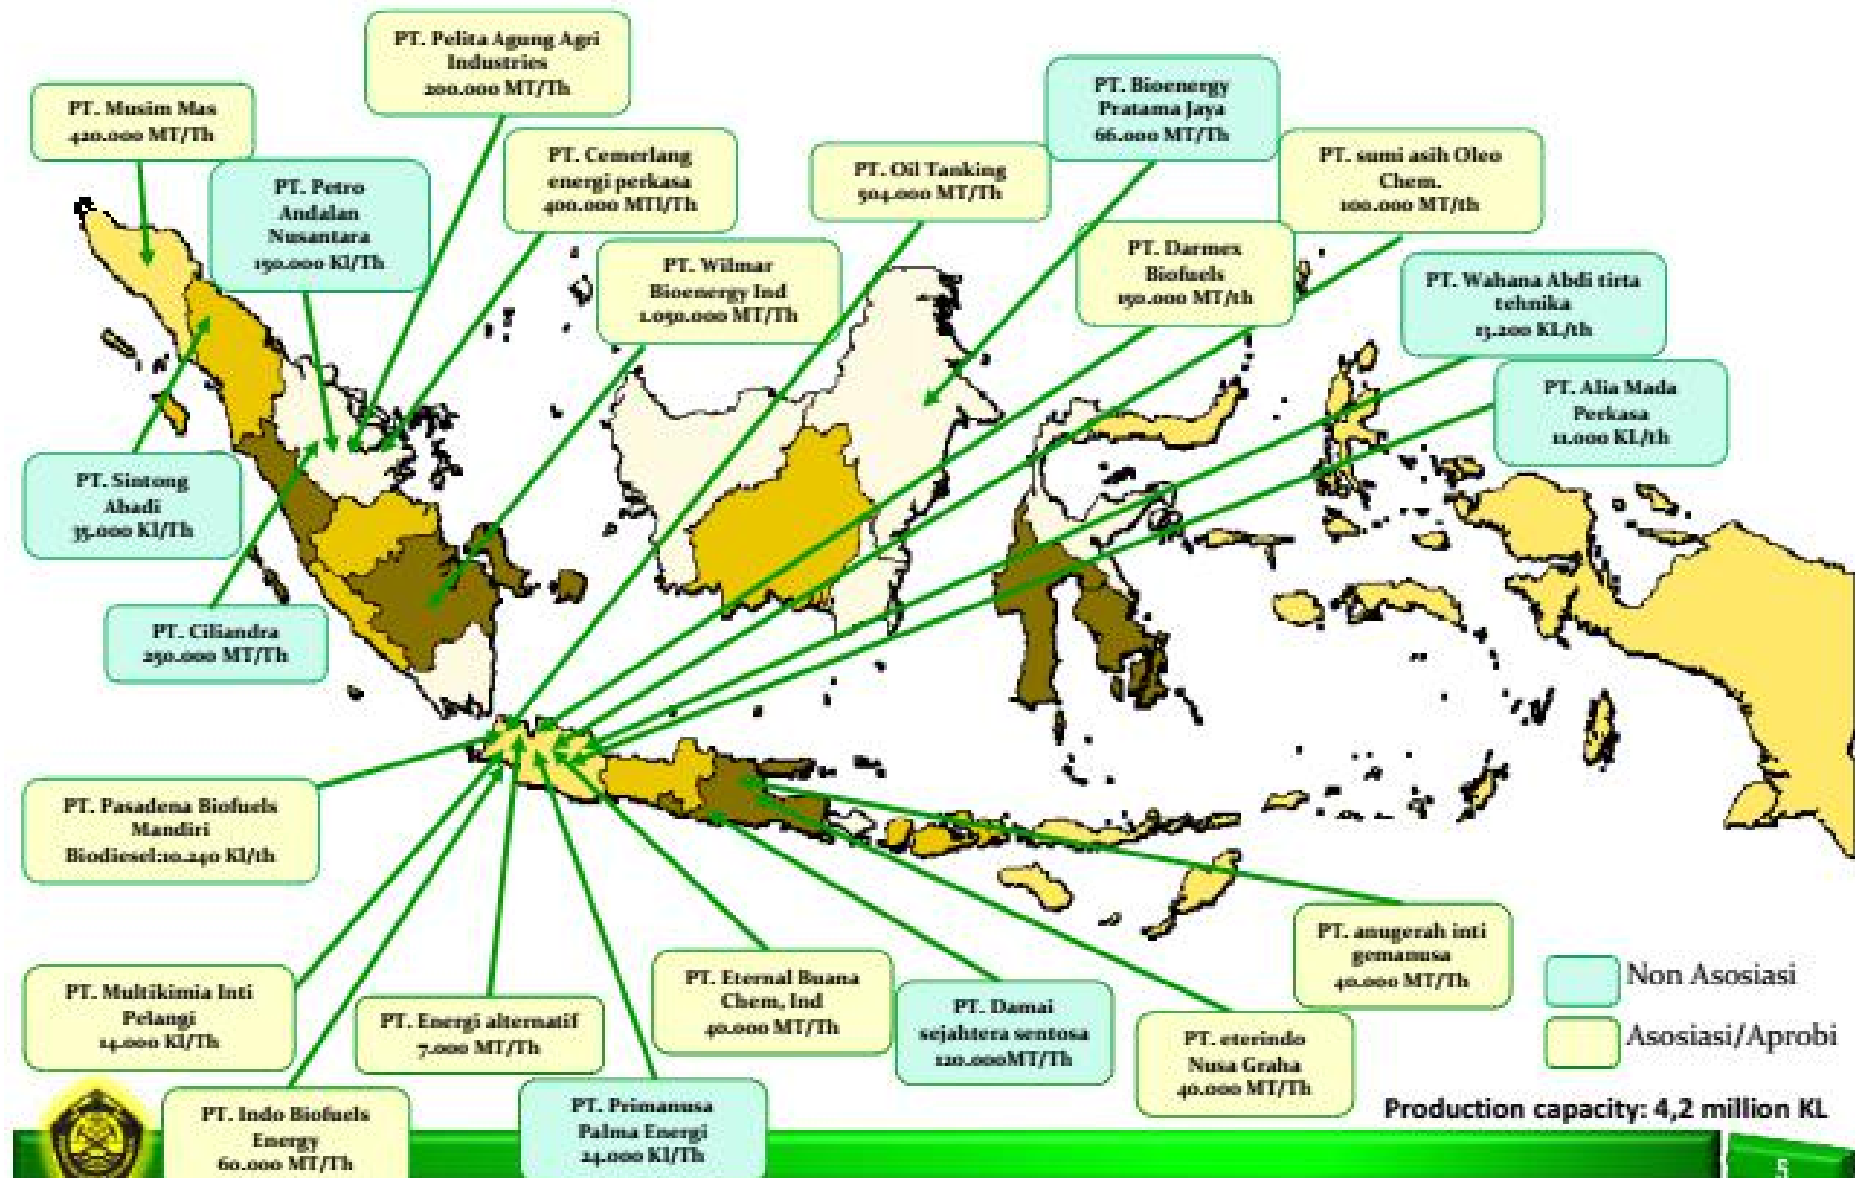 PT. Pelita Agung Agri
Industries
200.000 MT/Th
PT. Musim Mas
420.000 MT/Th
PT. Petro
Andalan
Nusantara
150.000 Kl/Th
PT. Cemerlang
energi perkasa
400.000 MTl/Th
PT. Wilmar
Bioenergy Ind
1.050.000 MT/Th
PT. Oil Tanking
504.000 MT/Th
PT. Bioenergy
Pratama Jaya
66.000 MT/Th
PT. sumi asih Oleo
Chem.
100.000 MT/th
PT. Darmex
Biofuels
150.000 MT/th
PT. Wahana Abdi tirta
tehnika
13.200 KL/th
PT. Alia Mada
Perkasa
11.000 KL/th
PT. Sintong
Abadi
35.000 Kl/Th
PT. Ciliandra
250.000 MT/Th
PT. Pasadena Biofuels
Mandiri
Biodiesel:10.240 Kl/th
PT. Multikimia Inti
Pelangi
14.000 Kl/Th
PT. Indo Biofuels
Energy
60.000 MT/Th
PT. Energi alternatif
7.000 MT/Th
PT. Primanusa
Palma Energi
24.000 Kl/Th
PT. Eternal Buana
Chem, Ind
40.000 MT/Th
PT. Damai
sejahtera sentosa
120.000MT/Th
PT. eterindo
Nusa Graha
40.000 MT/Th
PT. anugerah inti
gemanusa
40.000 MT/Th
Non Asosiasi
Asosiasi/Aprobi
Production capacity: 4,2 million KL
5